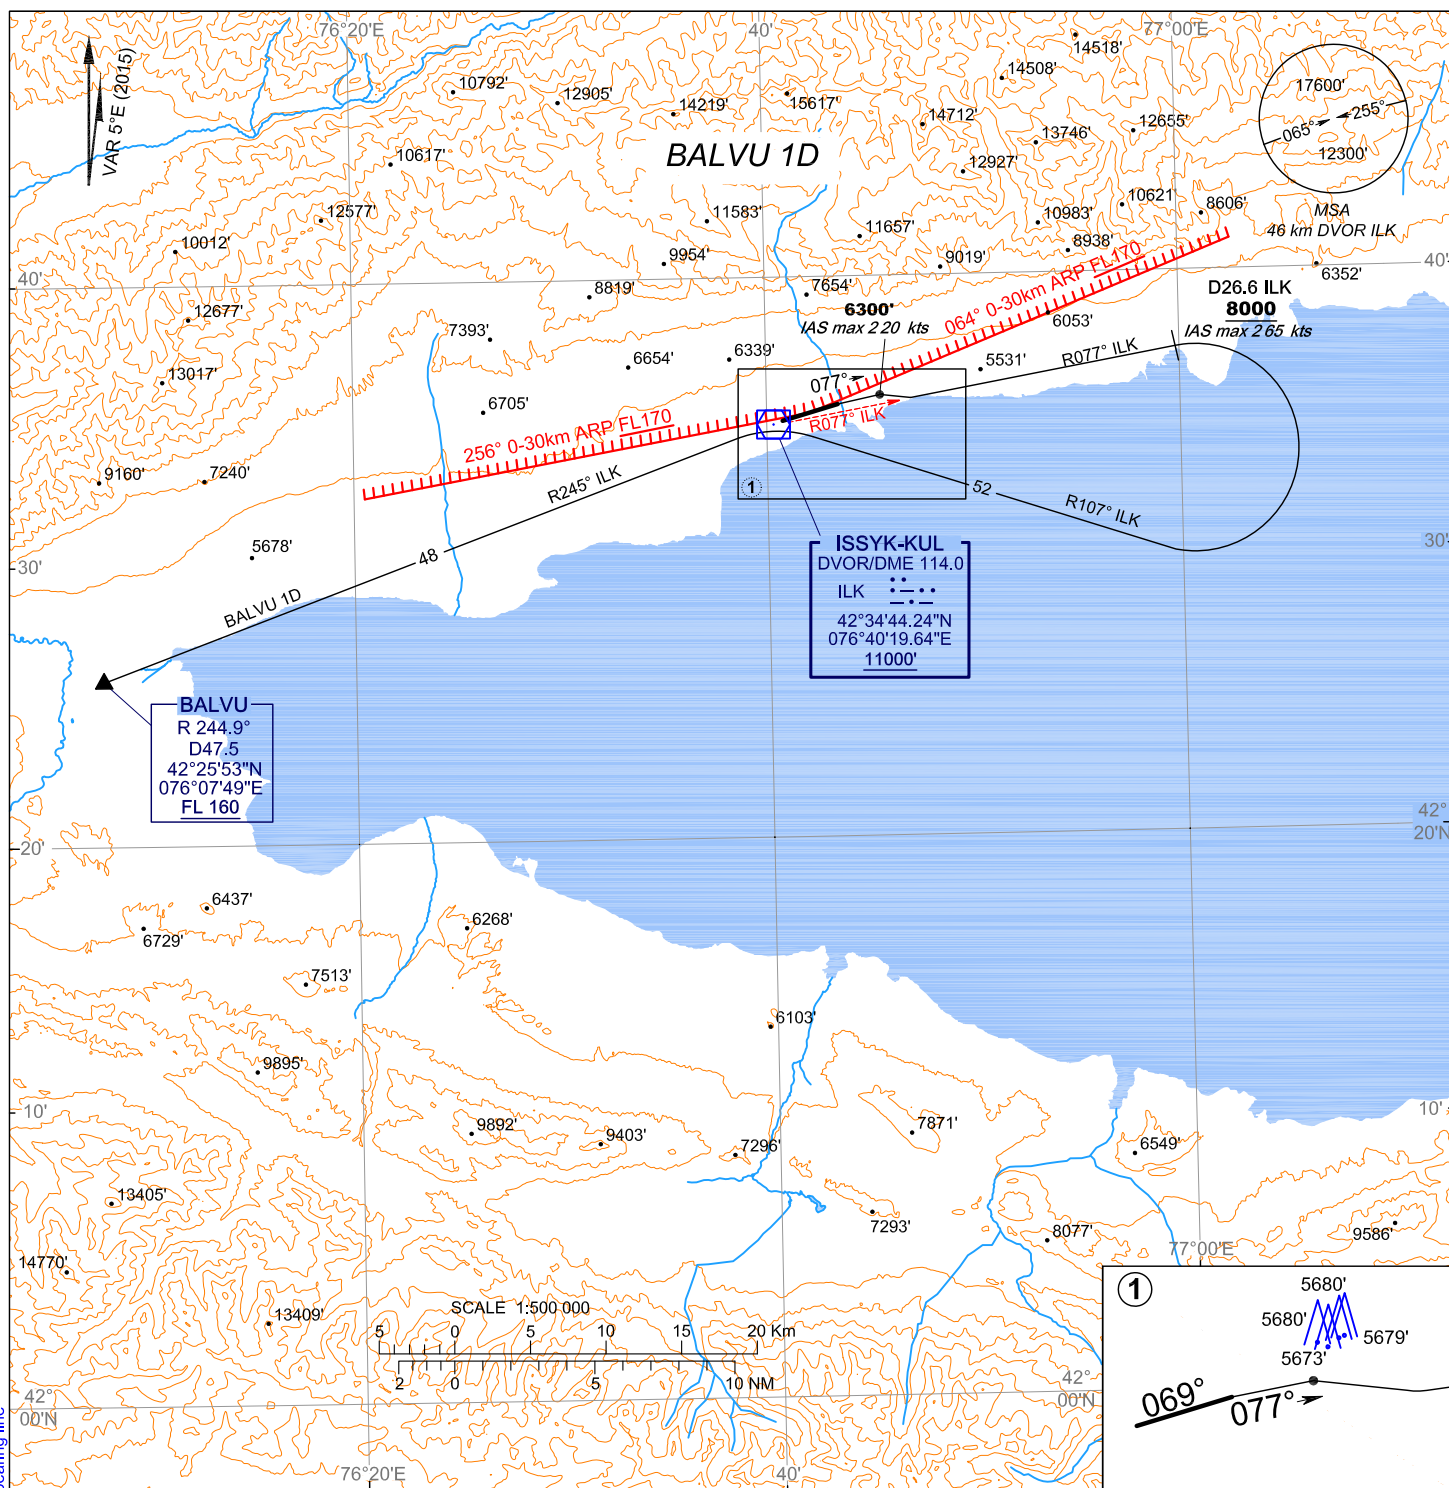 76°20'E
40'
77°00'E
VAR 5°E (2015)
BALVU 1D
10792'
12905'
14219'
15617'
14518'
14508'
14712'
13746'
12655'
12927'
10617'
12577'
10012'
12677'
13017'
11583'
9954'
8819'
11657'
9019'
10983'
10621'
8938'
8606'
7654'
17600'
065°
255°
12300'
MSA
46 km DVOR ILK
6352'
40'
40'
D26.6 ILK
8000
IAS max 265 kts
6300'
IAS max 220 kts
064° 0-30km ARP FL170
6053'
7393'
6654'
6339'
5531'
R077° ILK
077°
R077° ILK
6705'
256° 0-30km ARP FL170
R245° ILK
9160'
7240'
1
52
R107° ILK
5678'
48
30'
30'
BALVU 1D
ISSYK-KUL
DVOR/DME 114.0
ILK
42°34'44.24"N
076°40'19.64"E
11000'
BALVU
R 244.9°
D47.5
42°25'53"N
076°07'49"E
FL 160
20'
42°
20'N
6437'
6729'
6268'
7513'
6103'
9895'
10'
10'
9892'
9403'
7296'
7871'
6549'
13405'
7293'
8077'
9586'
14770'
13409'
77°00'E
SCALE 1:500 000
5 0 5 10 15 20 Km
2 0 5 10 NM
42°
00'N
42°
00'N
76°20'E
40'
1
5680'
5680'
5679'
5673'
069°
077°
line